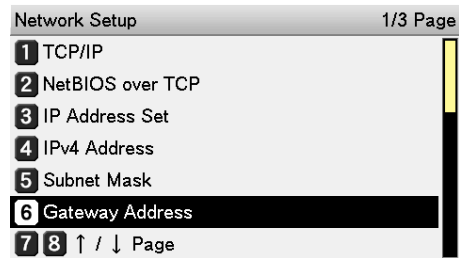 Network Setup 1/3 Page
1 TCP/IP
2 NetBIOS over TCP
3 IP Address Set
4 IPv4 Address
5 Subnet Mask
6 Gateway Address
7 8 ↑ / ↓ Page